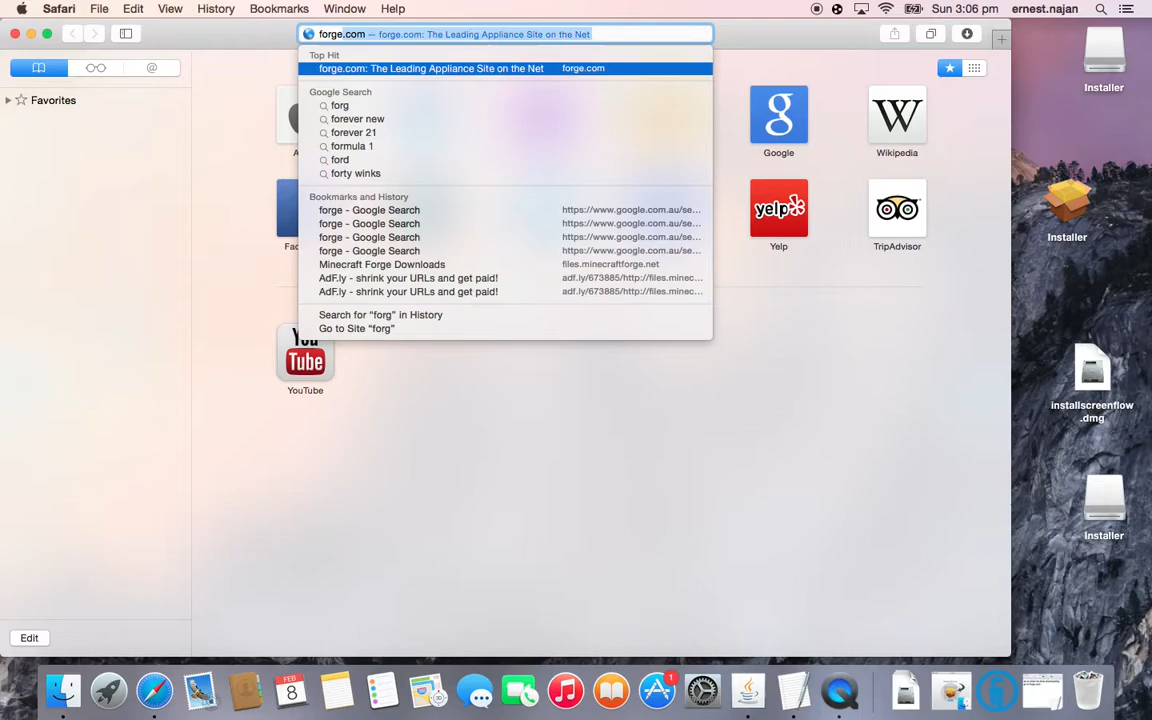 Safari File Edit View History Bookmarks Window Help Sun 3:06 pm ernest.najan
forge.com — forge.com: The Leading Appliance Site on the Net
Top Hit
forge.com: The Leading Appliance Site on the Net forge.com
Google Search
forg
forever new
forever 21
formula 1
ford
forty winks
Bookmarks and History
forge - Google Search https://www.google.com.au/se...
forge - Google Search https://www.google.com.au/se...
forge - Google Search https://www.google.com.au/se...
forge - Google Search https://www.google.com.au/se...
Minecraft Forge Downloads files.minecraftforge.net
AdF.ly - shrink your URLs and get paid! adf.ly/673885/http://files.minec...
AdF.ly - shrink your URLs and get paid! adf.ly/673885/http://files.minec...
Search for “forg” in History
Go to Site “forg”
@
Favorites
Edit
A
Fac
You
Tube
YouTube
g
Google
W
Wikipedia
yelp
Yelp
TripAdvisor
Installer
Installer
installscreenflow
.dmg
Installer
FEB
8
1